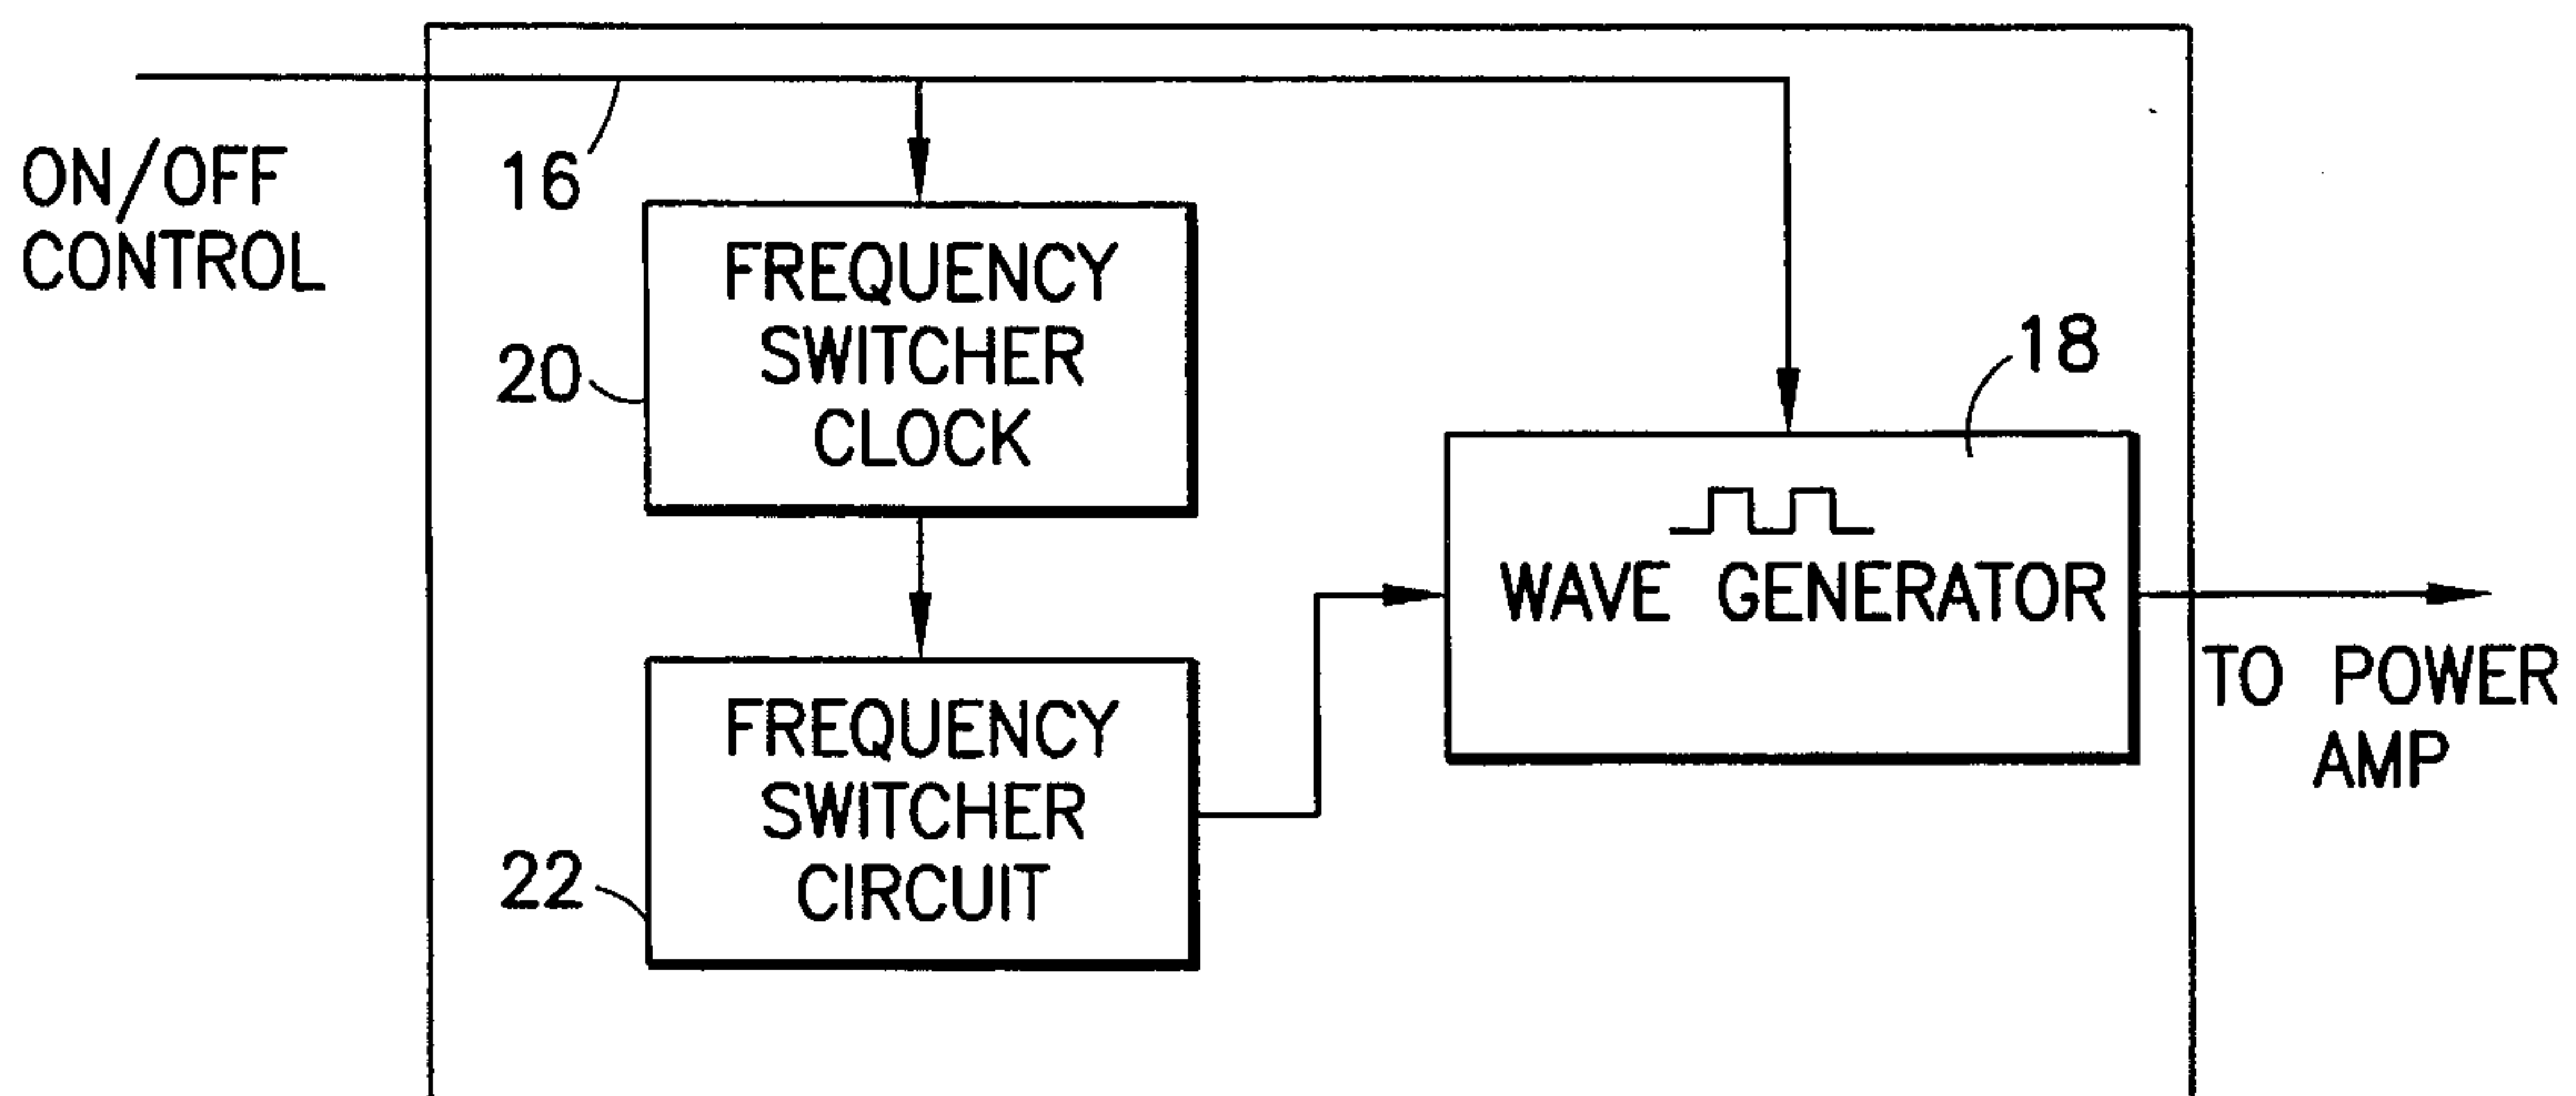 ON/OFF
CONTROL
16
FREQUENCY
SWITCHER
CLOCK
20
18
WAVE GENERATOR
TO POWER
AMP
FREQUENCY
SWITCHER
CIRCUIT
22